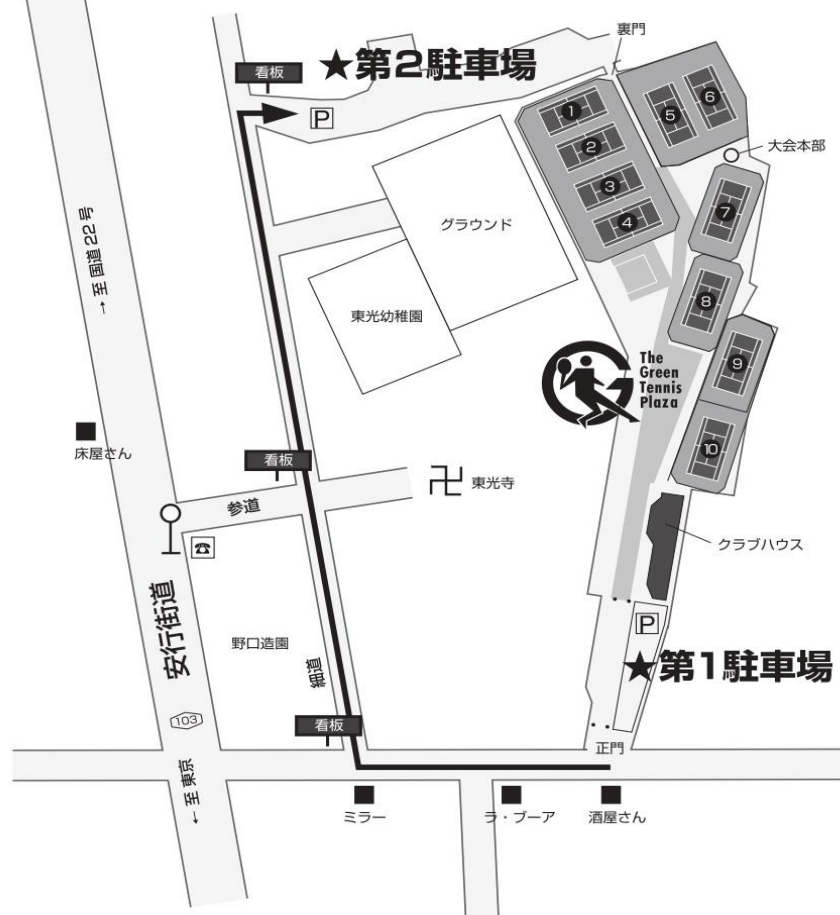 裏門
看板
★第2駐車場
P
1
2
3
4
5
6
大会本部
7
グラウンド
→ 至 国道22号
8
東光幼稚園
The
Green
Tennis
Plaza
9
床屋さん
10
看板
卍 東光寺
参道
クラブハウス
安行街道
野口造園
P
細道
★第1駐車場
103
看板
正門
← 至 東京
ミラー
ラ・ブーア
酒屋さん